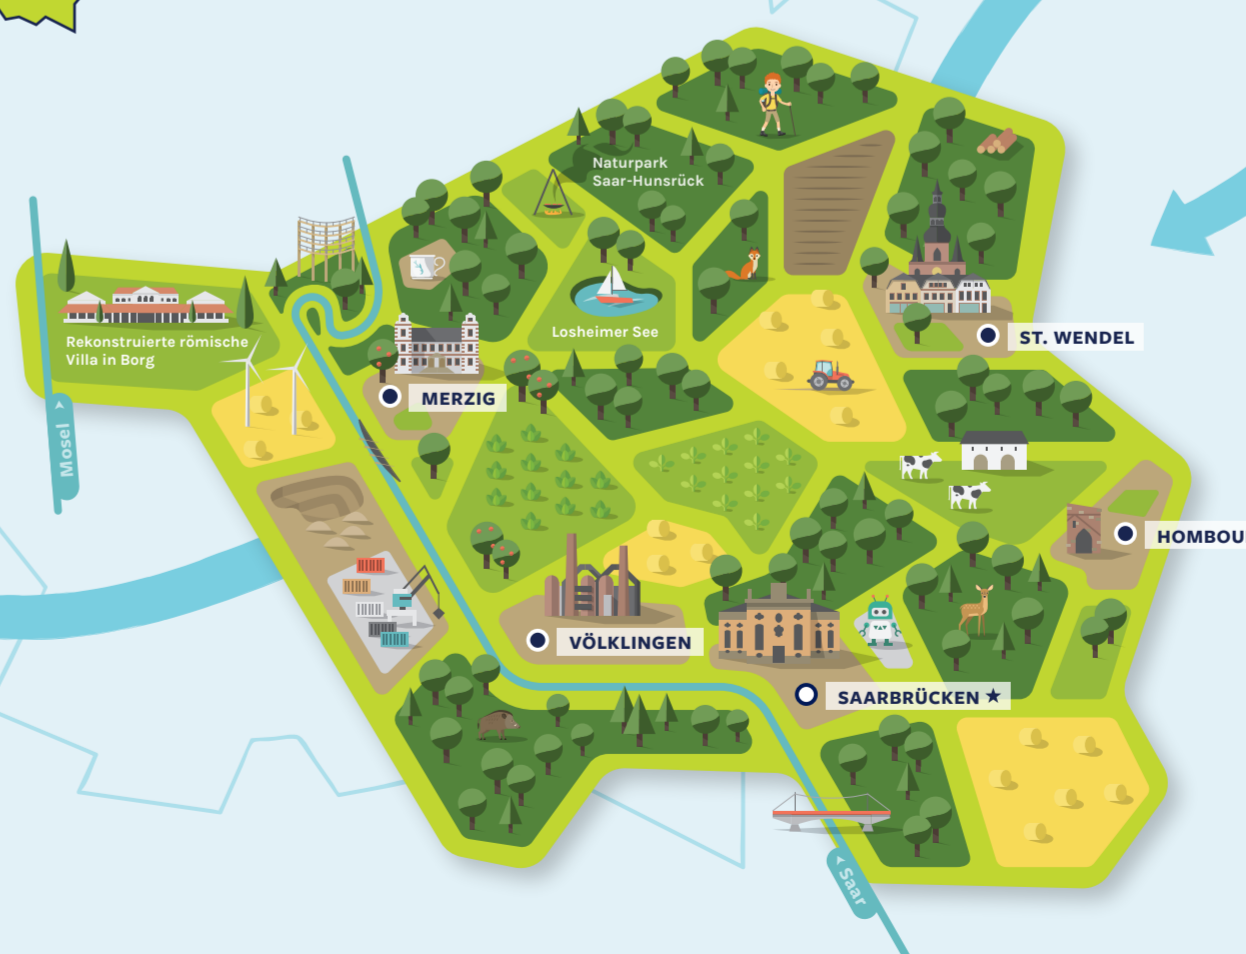 Naturpark
Saar-Hunsrück
Losheimer See
ST. WENDEL
Rekonstruierte römische
Villa in Borg
MERZIG
Mosel
HOMBOU
VÖLKLINGEN
SAARBRÜCKEN ★
Saar